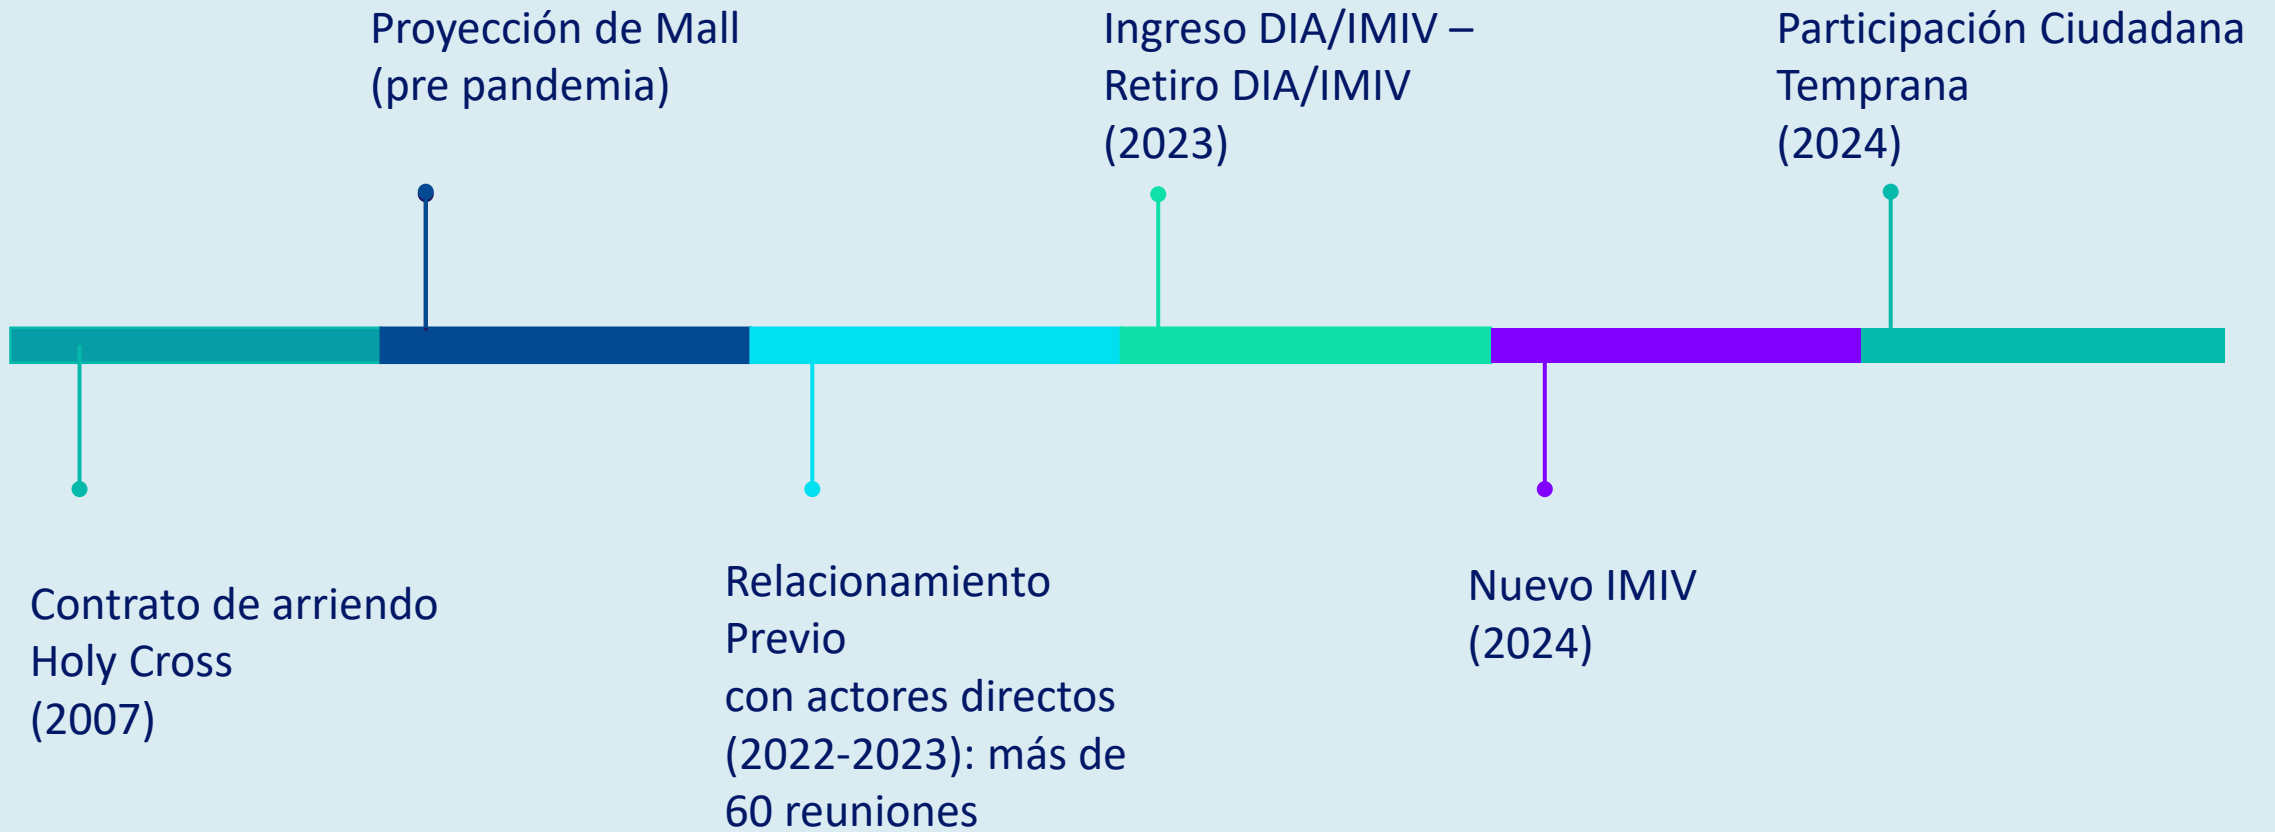 Proyección de Mall
(pre pandemia)
Ingreso DIA/IMIV –
Retiro DIA/IMIV
(2023)
Participación Ciudadana
Temprana
(2024)
Contrato de arriendo
Holy Cross
(2007)
Relacionamiento
Previo
con actores directos
(2022-2023): más de
60 reuniones
Nuevo IMIV
(2024)